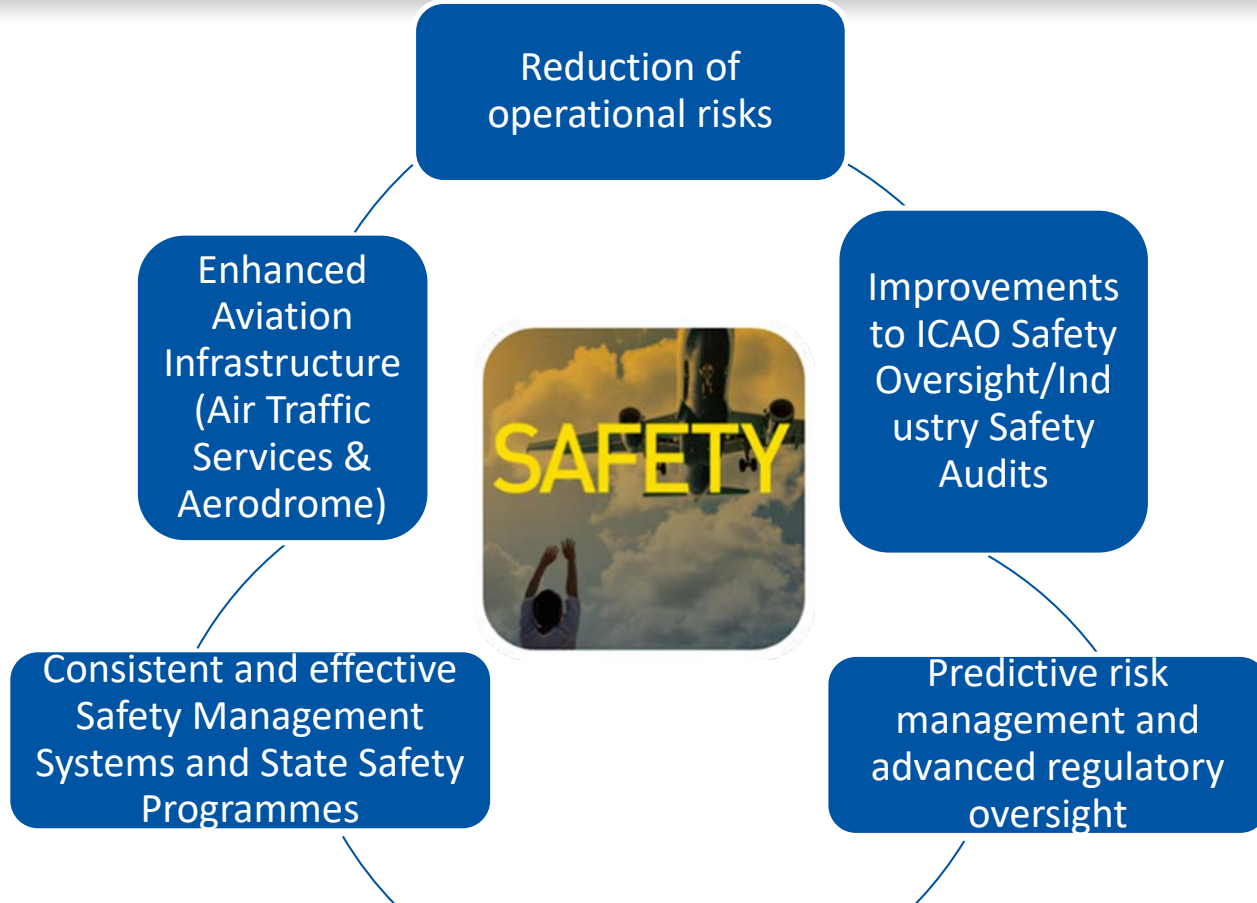 Reduction of
operational risks
Enhanced
Aviation
Infrastructure
(Air Traffic
Services &
Aerodrome)
Improvements
to ICAO Safety
Oversight/Ind
ustry Safety
Audits
SAFETY
Consistent and effective
Safety Management
Systems and State Safety
Programmes
Predictive risk
management and
advanced regulatory
oversight